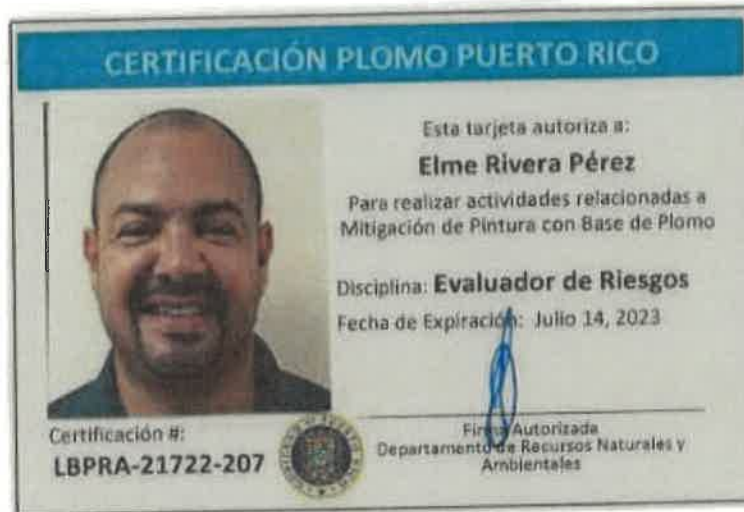 CERTIFICACIÓN PLOMO PUERTO RICO
Esta tarjeta autoriza a:
Elme Rivera Pérez
Para realizar actividades relacionadas a
Mitigación de Pintura con Base de Plomo
Disciplina: Evaluador de Riesgos
Fecha de Expiración: Julio 14, 2023
Certificación #:
LBPRA-21722-207
Firma Autorizada
Departamento de Recursos Naturales y
Ambientales